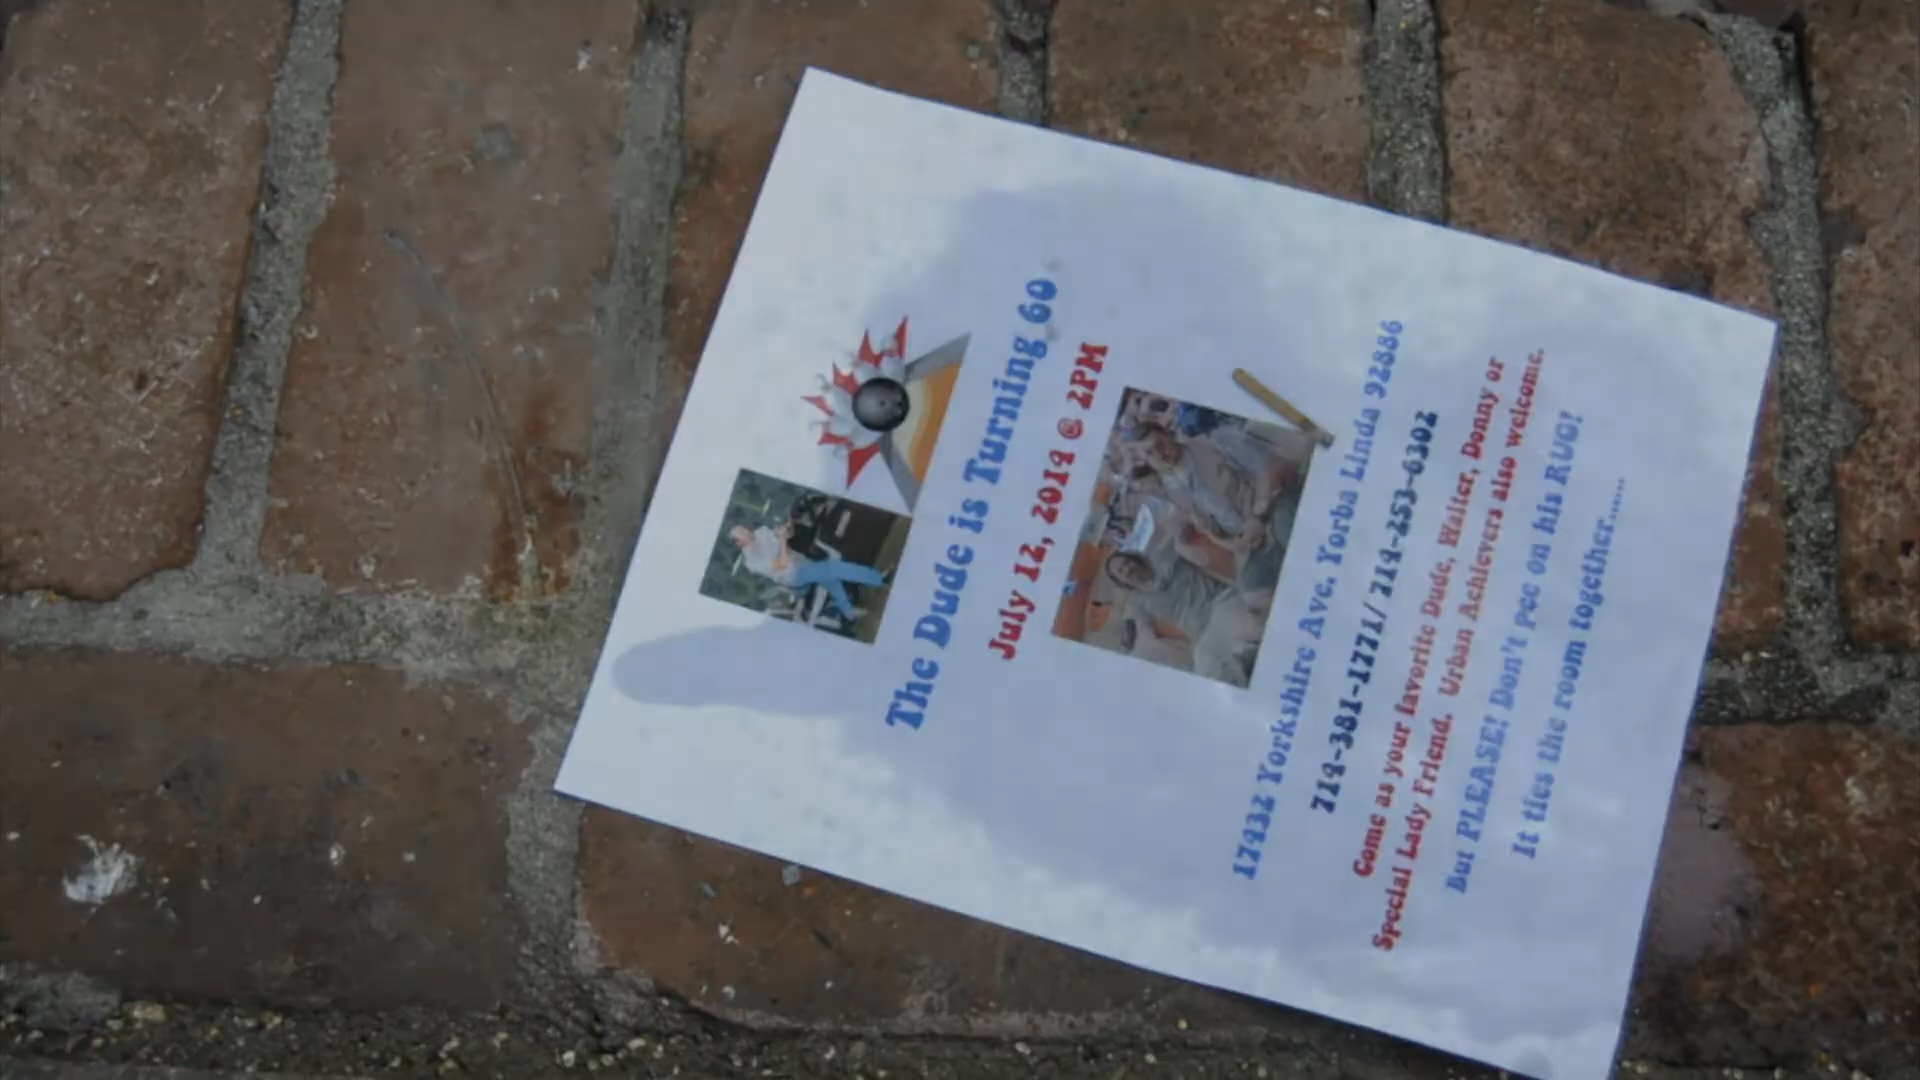 The Dude is Turning 60
July 12, 2014 @ 2PM
17432 Yorkshire Ave. Yorba Linda 92886
714-381-1771/ 714-253-6302
Come as your favorite Dude, Walter, Donny or
Special Lady Friend. Urban Achievers also welcome.
But PLEASE! Don't pee on his RUG!
It ties the room together......